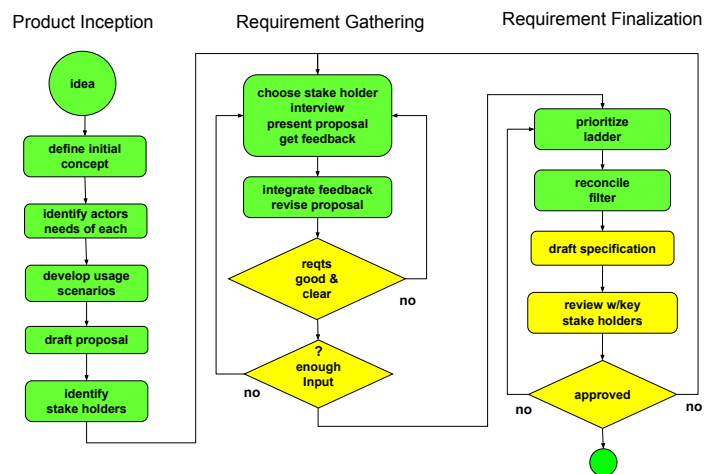 Product Inception
Requirement Gathering
Requirement Finalization
idea
define initial
concept
identify actors
needs of each
develop usage
scenarios
draft proposal
identify
stake holders
choose stake holder
interview
present proposal
get feedback
integrate feedback
revise proposal
reqts
good &
clear
no
?
enough
Input
no
prioritize
ladder
reconcile
filter
draft specification
review w/key
stake holders
approved
no
no